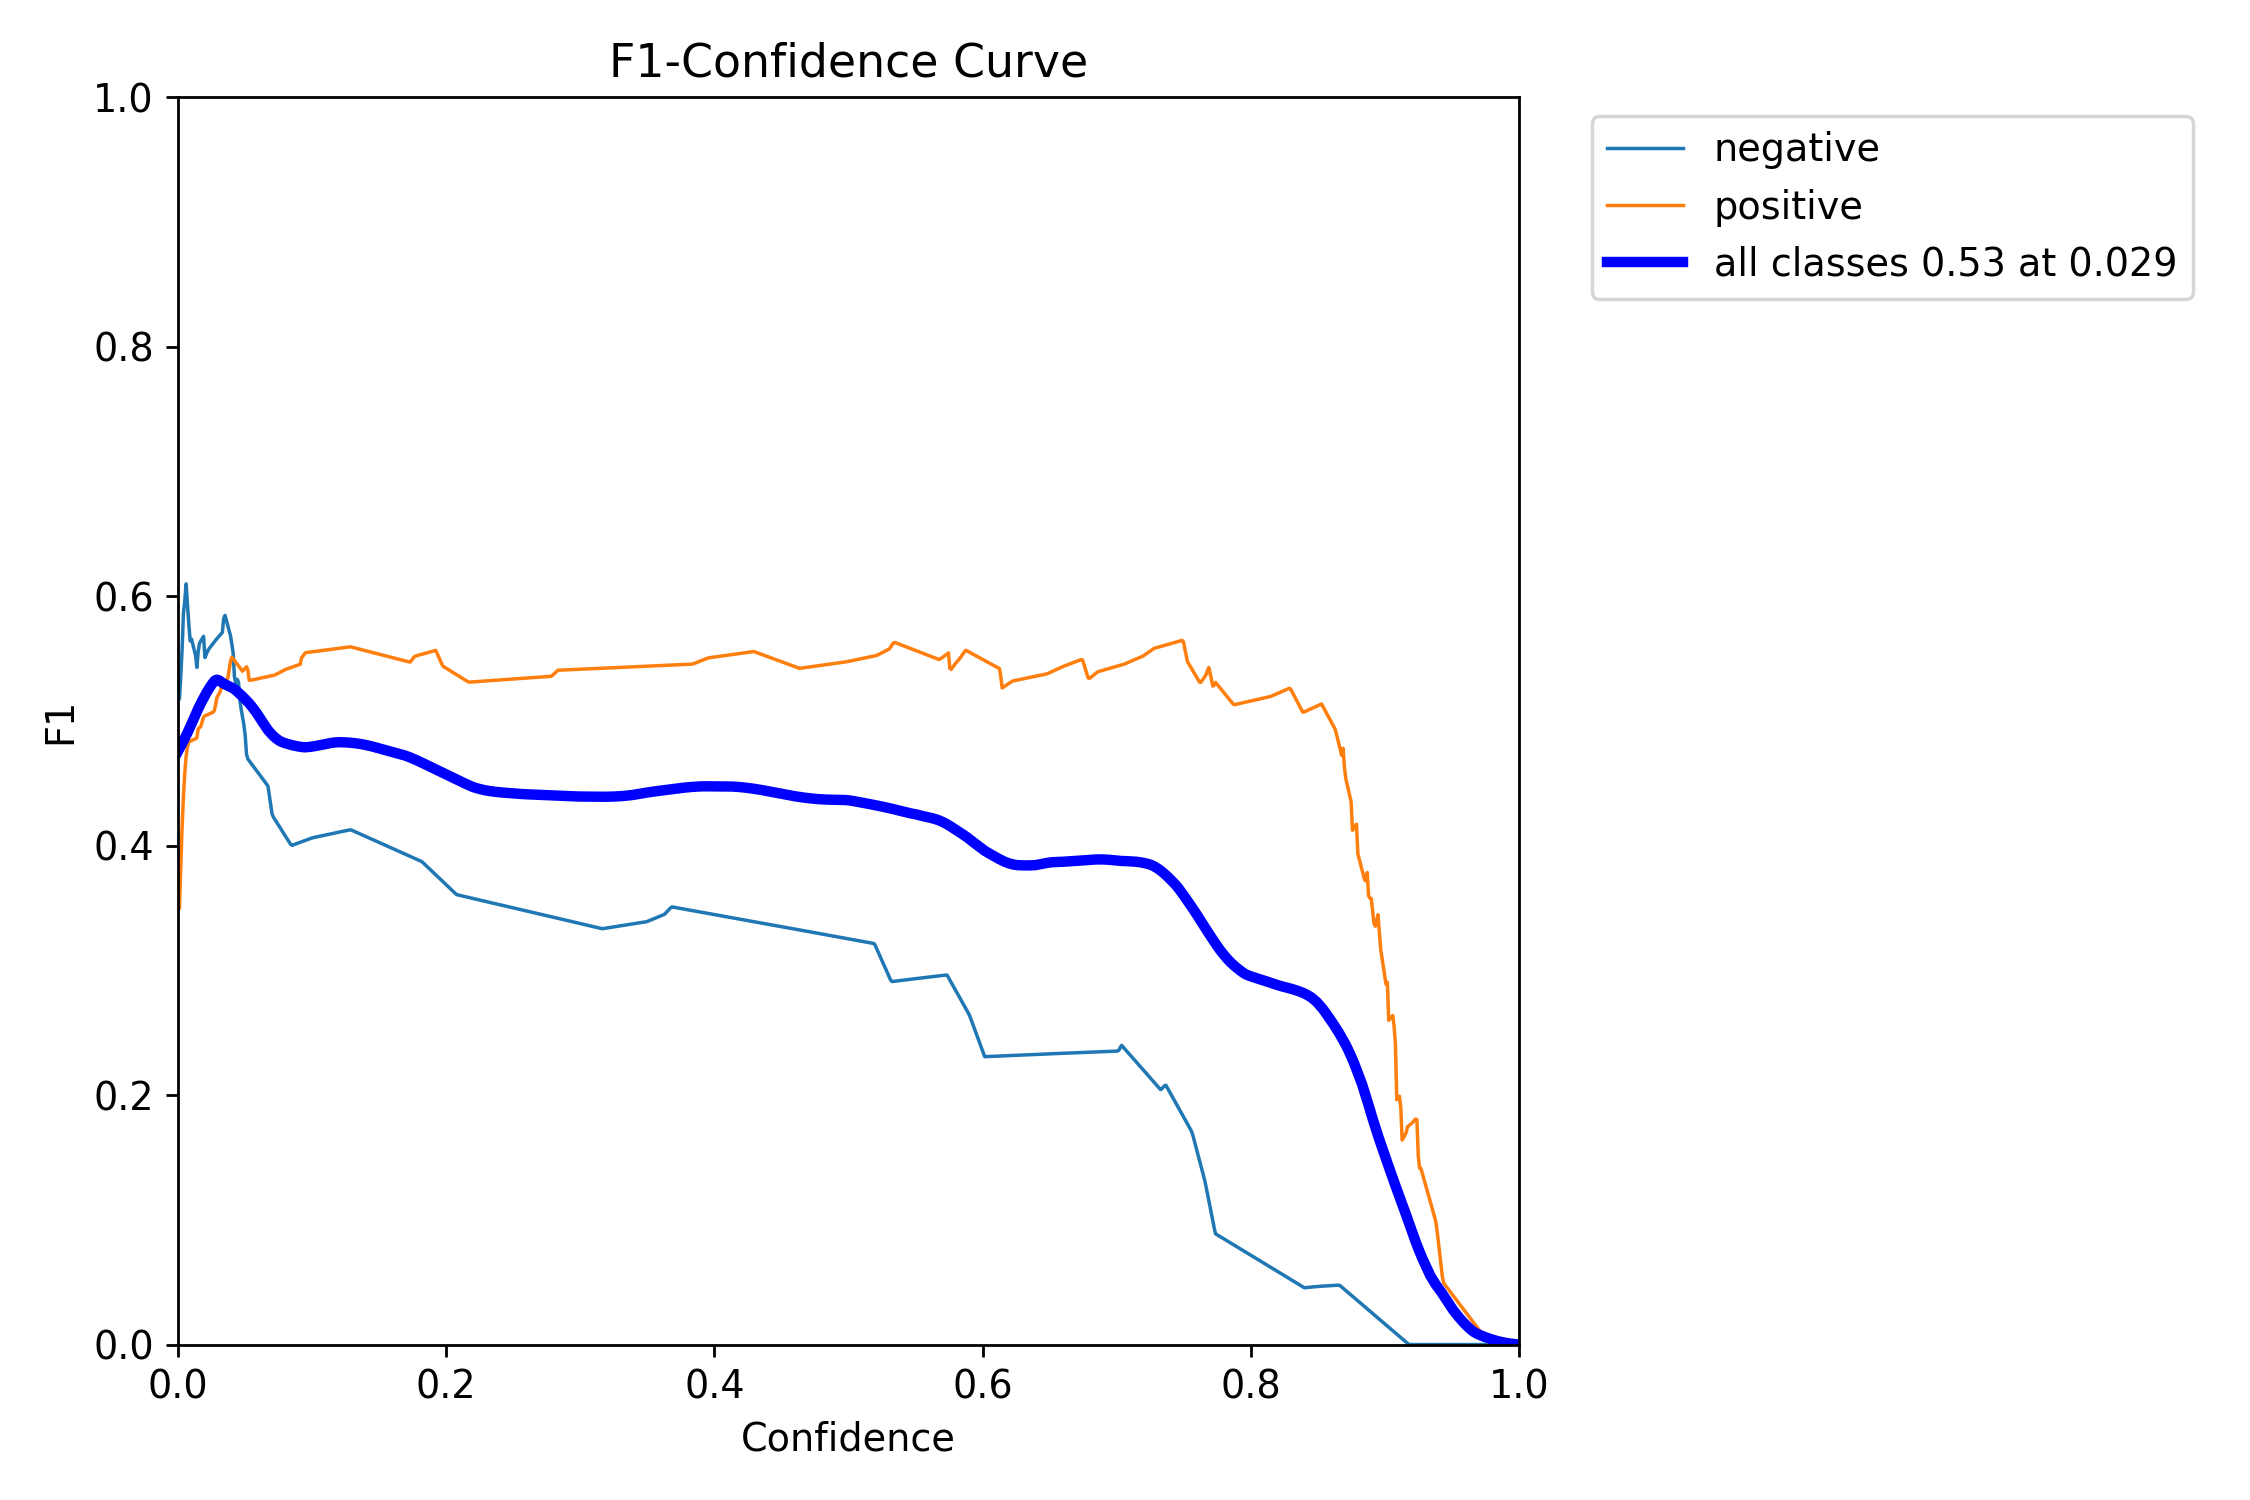 F1-Confidence Curve
1.0
0.8
0.6
0.4
0.2
0.0
F1
0.0 0.2 0.4 0.6 0.8 1.0
Confidence
negative
positive
all classes 0.53 at 0.029